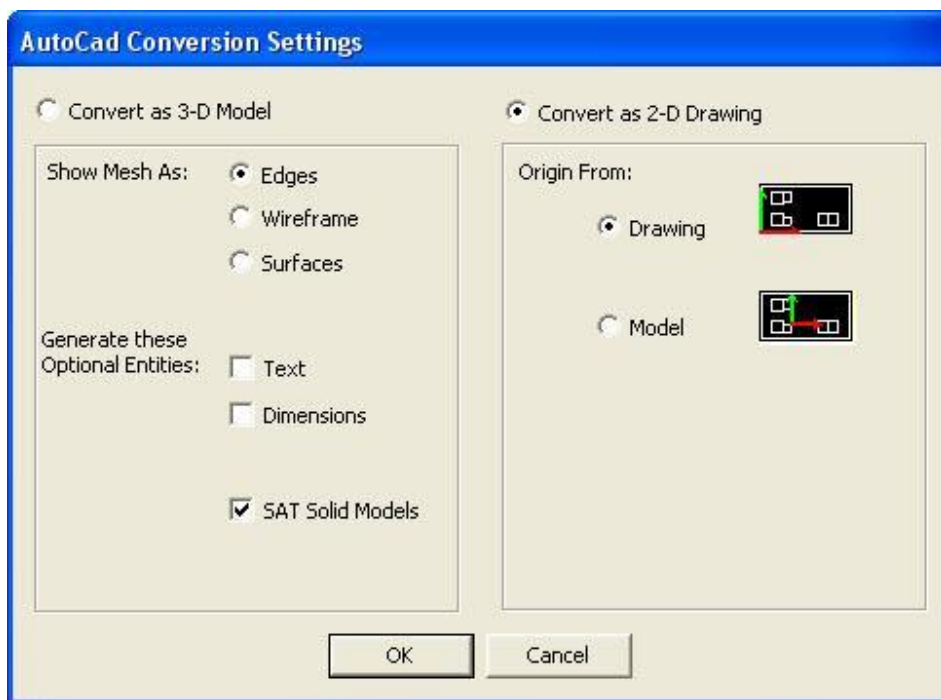 AutoCad Conversion Settings
Convert as 3-D Model
Show Mesh As:
Edges
Wireframe
Surfaces
Generate these
Optional Entities:
Text
Dimensions
SAT Solid Models
Convert as 2-D Drawing
Origin From:
Drawing
Model
OK
Cancel